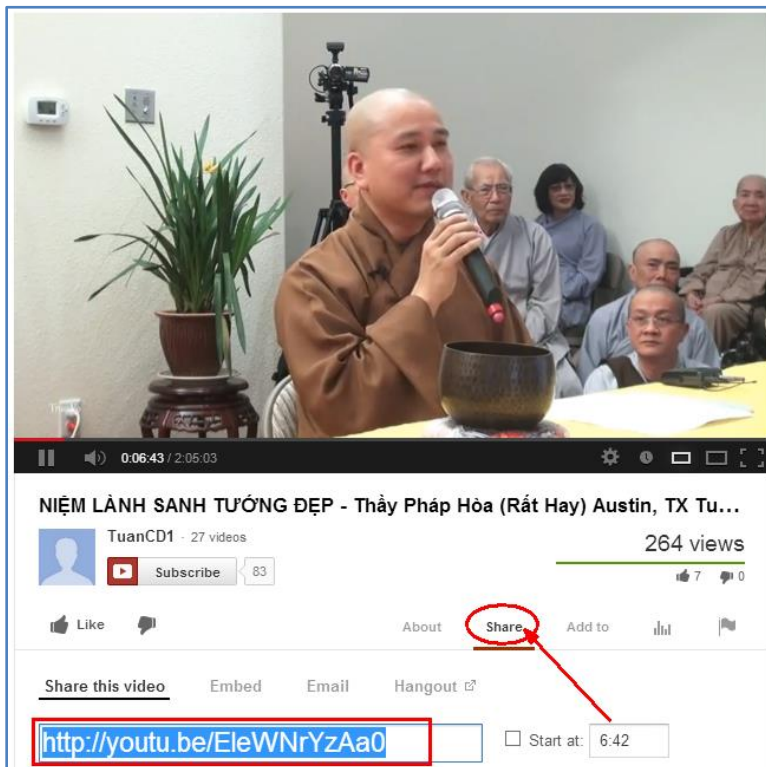 0:06:43 / 2:05:03
NIỆM LÀNH SANH TƯỚNG ĐẸP - Thầy Pháp Hòa (Rất Hay) Austin, TX Tu...
TuanCD1 · 27 videos
Subscribe 83
264 views
7 0
Like
About Share Add to
Share this video Embed Email Hangout
http://youtu.be/EleWNrYzAa0 Start at: 6:42